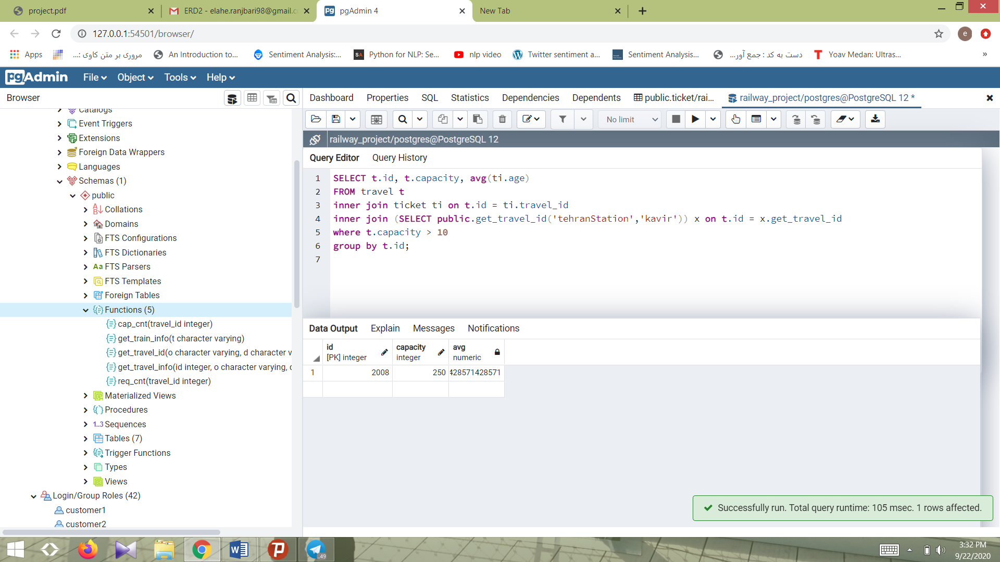 project.pdf
ERD2 - elahe.ranjbari98@gmail.c
pgAdmin 4
New Tab
127.0.0.1:54501/browser/
e
Apps
مروری بر متن کاوی :...
An Introduction to...
Sentiment Analysis:...
SA Python for NLP: Se...
nlp video
Twitter sentiment a...
Sentiment Analysis...
دست به کد : جمع آور...
Yoav Medan: Ultras...
»
pgAdmin File Object Tools Help
Browser
Dashboard Properties SQL Statistics Dependencies Dependents public.ticket/rai... railway_project/postgres@PostgreSQL 12 *
No limit
railway_project/postgres@PostgreSQL 12
Query Editor Query History
1 SELECT t.id, t.capacity, avg(ti.age)
2 FROM travel t
3 inner join ticket ti on t.id = ti.travel_id
4 inner join (SELECT public.get_travel_id('tehranStation','kavir')) x on t.id = x.get_travel_id
5 where t.capacity > 10
6 group by t.id;
7
Data Output Explain Messages Notifications
id
[PK] integer
capacity
integer
avg
numeric
1 2008 250 428571428571
Successfully run. Total query runtime: 105 msec. 1 rows affected.
Catalogs
Event Triggers
Extensions
Foreign Data Wrappers
Languages
Schemas (1)
public
Collations
Domains
FTS Configurations
FTS Dictionaries
Aa FTS Parsers
FTS Templates
Foreign Tables
Functions (5)
cap_cnt(travel_id integer)
get_train_info(t character varying)
get_travel_id(o character varying, d character v
get_travel_info(id integer, o character varying, d
req_cnt(travel_id integer)
Materialized Views
Procedures
1..3 Sequences
Tables (7)
Trigger Functions
Types
Views
Login/Group Roles (42)
customer1
customer2
..49
3:32 PM
9/22/2020